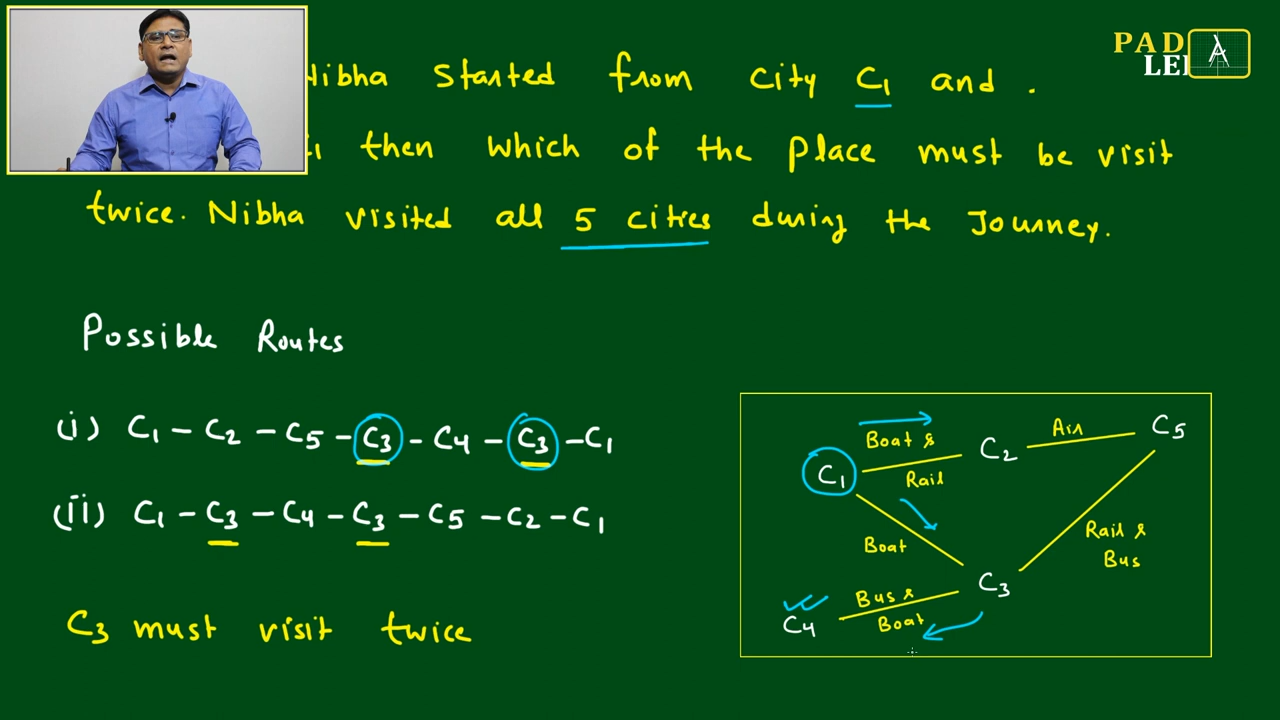 PAD
LE
Nibha started from city C1 and .
then which of the place must be visit
twice. Nibha visited all 5 cities during the Journey.
Possible Routes
(i) C1 - C2 - C5 - C3 - C4 - C3 - C1
(ii) C1 - C3 - C4 - C3 - C5 - C2 - C1
C3 must visit twice
Air
C5
Boat &
C2
C1
Rail
Rail &
Boat
Bus
C3
Bus &
C4
Boat